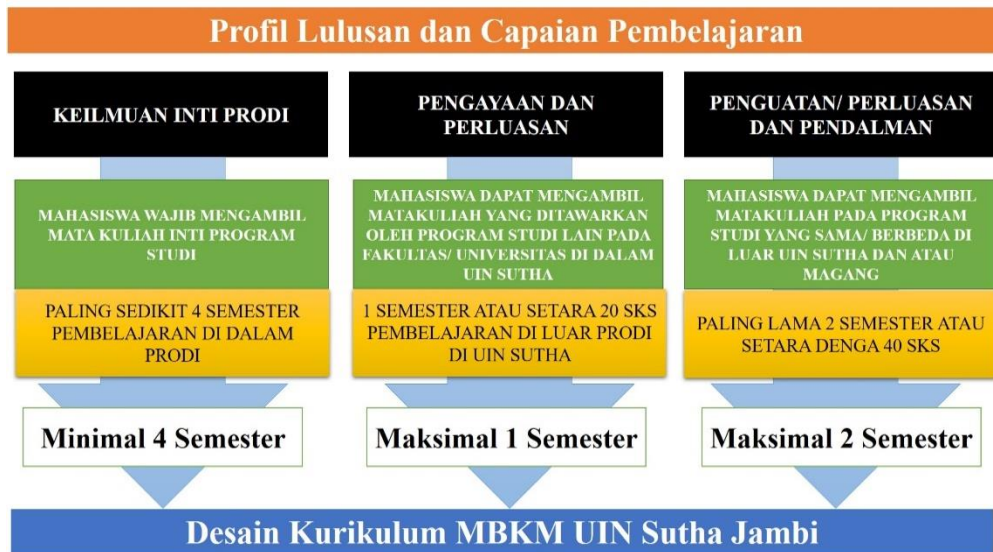 Profil Lulusan dan Capaian Pembelajaran
KEILMUAN INTI PRODI
MAHASISWA WAJIB MENGAMBIL
MATA KULIAH INTI PROGRAM
STUDI
PALING SEDIKIT 4 SEMESTER
PEMBELAJARAN DI DALAM
PRODI
Minimal 4 Semester
PENGAYAAN DAN
PERLUASAN
MAHASISWA DAPAT MENGAMBIL
MATAKULIAH YANG DITAWARKAN
OLEH PROGRAM STUDI LAIN PADA
FAKULTAS/ UNIVERSITAS DI DALAM
UIN SUTHA
1 SEMESTER ATAU SETARA 20 SKS
PEMBELAJARAN DI LUAR PRODI
DI UIN SUTHA
Maksimal 1 Semester
PENGUATAN/ PERLUASAN
DAN PENDALMAN
MAHASISWA DAPAT MENGAMBIL
MATAKULIAH PADA PROGRAM
STUDI YANG SAMA/ BERBEDA DI
LUAR UIN SUTHA DAN ATAU
MAGANG
PALING LAMA 2 SEMESTER ATAU
SETARA DENGA 40 SKS
Maksimal 2 Semester
Desain Kurikulum MBKM UIN Sutha Jambi